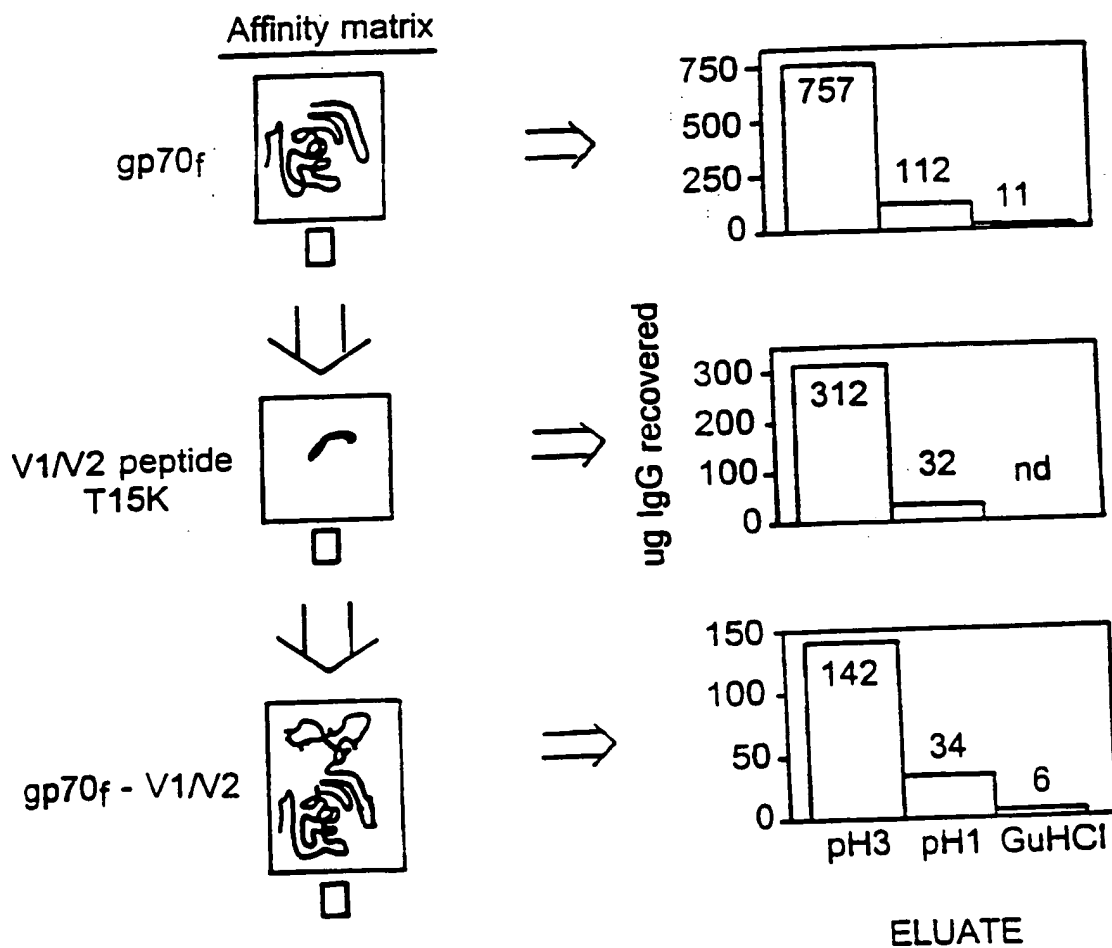 Affinity matrix
gp70f
750
500
250
0
757
112
11
V1/V2 peptide
T15K
ug IgG recovered
300
200
100
0
312
32
nd
gp70f - V1/V2
150
100
50
0
142
34
6
pH3 pH1 GuHCl
ELUATE